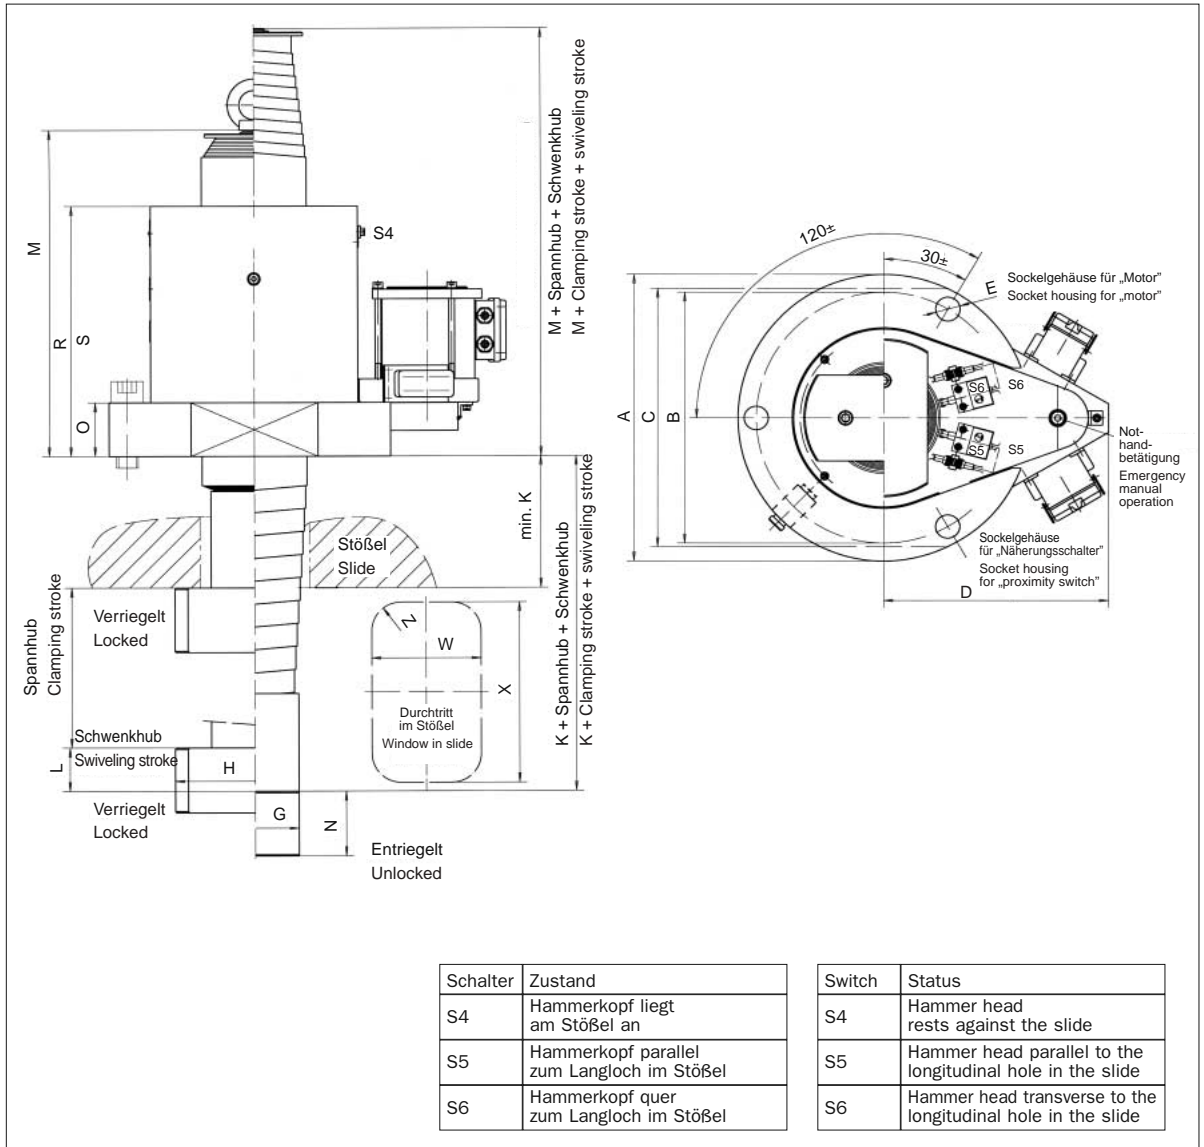 M + Spannhub + Schwenkhub
M + Clamping stroke + swiveling stroke
M
R
S
O
S4
min. K
K + Spannhub + Schwenkhub
K + Clamping stroke + swiveling stroke
Stößel
Slide
Spannhub
Clamping stroke
Verriegelt
Locked
Schwenkhub
Swiveling stroke
L
H
Verriegelt
Locked
G
N
Entriegelt
Unlocked
Z
W
X
Durchtritt
im Stößel
Window in slide
120±
30±
E
Sockelgehäuse für „Motor”
Socket housing for „motor”
A
C
B
S6
S6
S5
S5
Not-
hand-
betätigung
Emergency
manual
operation
Sockelgehäuse
für „Näherungsschalter”
Socket housing
for „proximity switch”
D
Schalter Zustand
S4 Hammerkopf liegt
am Stößel an
S5 Hammerkopf parallel
zum Langloch im Stößel
S6 Hammerkopf quer
zum Langloch im Stößel
Switch Status
S4 Hammer head
rests against the slide
S5 Hammer head parallel to the
longitudinal hole in the slide
S6 Hammer head transverse to the
longitudinal hole in the slide